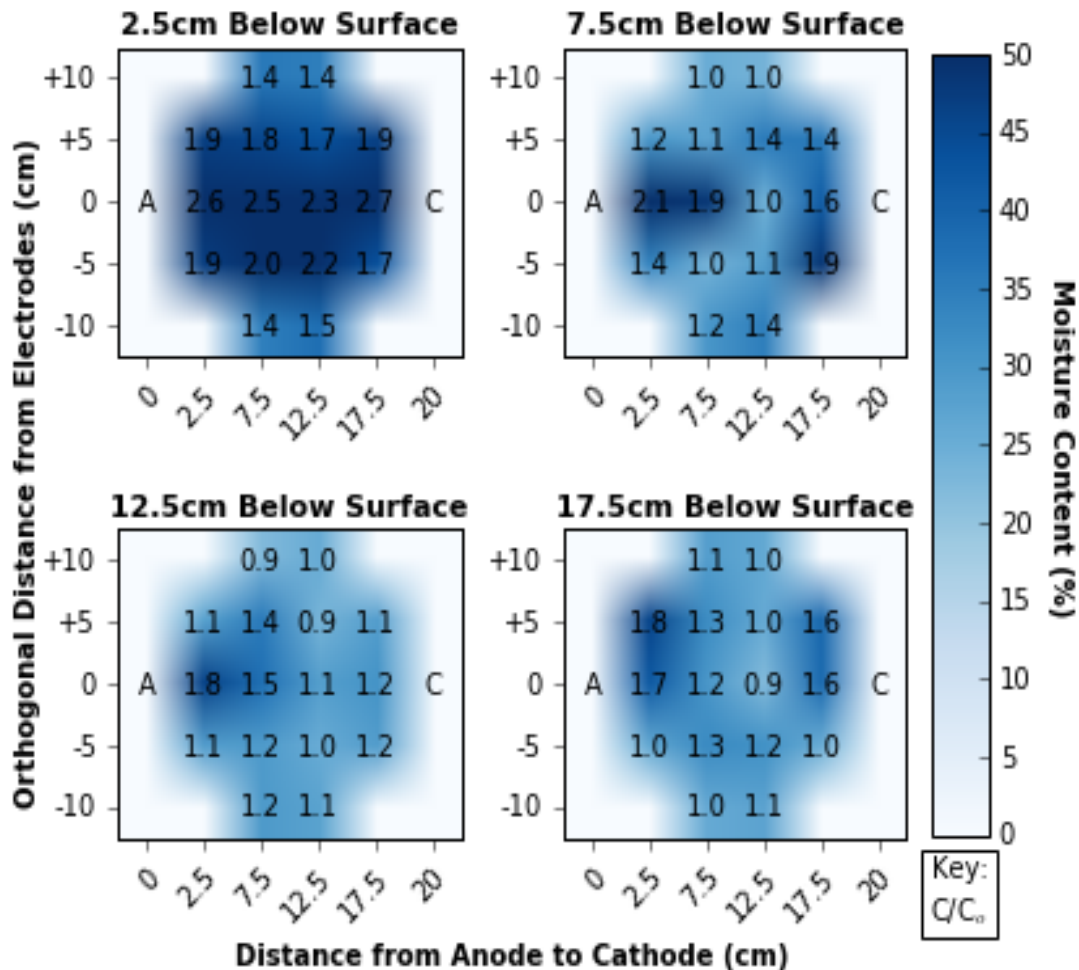 2.5cm Below Surface
+10 1.4 1.4
+5 1.9 1.8 1.7 1.9
0 A 2.6 2.5 2.3 2.7 C
-5 1.9 2.0 2.2 1.7
-10 1.4 1.5
0 2.5 7.5 12.5 17.5 20
7.5cm Below Surface
1.0 1.0
1.2 1.1 1.4 1.4
A 2.1 1.9 1.0 1.6 C
1.4 1.0 1.1 1.9
1.2 1.4
0 2.5 7.5 12.5 17.5 20
12.5cm Below Surface
+10 0.9 1.0
+5 1.1 1.4 0.9 1.1
0 A 1.8 1.5 1.1 1.2 C
-5 1.1 1.2 1.0 1.2
-10 1.2 1.1
0 2.5 7.5 12.5 17.5 20
17.5cm Below Surface
1.1 1.0
1.8 1.3 1.0 1.6
A 1.7 1.2 0.9 1.6 C
1.0 1.3 1.2 1.0
1.0 1.1
0 2.5 7.5 12.5 17.5 20
Orthogonal Distance from Electrodes (cm)
Distance from Anode to Cathode (cm)
50
45
40
35
30
25
20
15
10
5
0
Moisture Content (%)
Key:
C/Cₒ